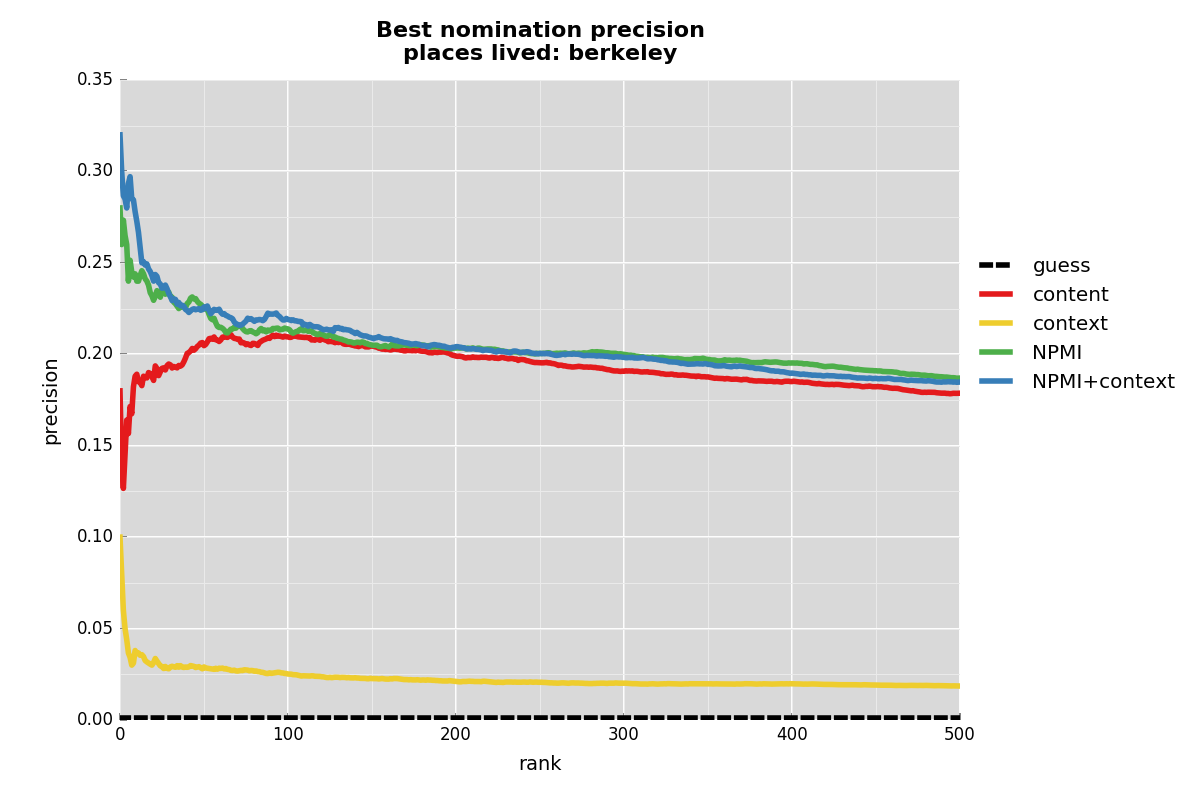 Best nomination precision
places lived: berkeley
precision
0.35
0.30
0.25
0.20
0.15
0.10
0.05
0.00
0
100
200
300
400
500
rank
guess
content
context
NPMI
NPMI+context